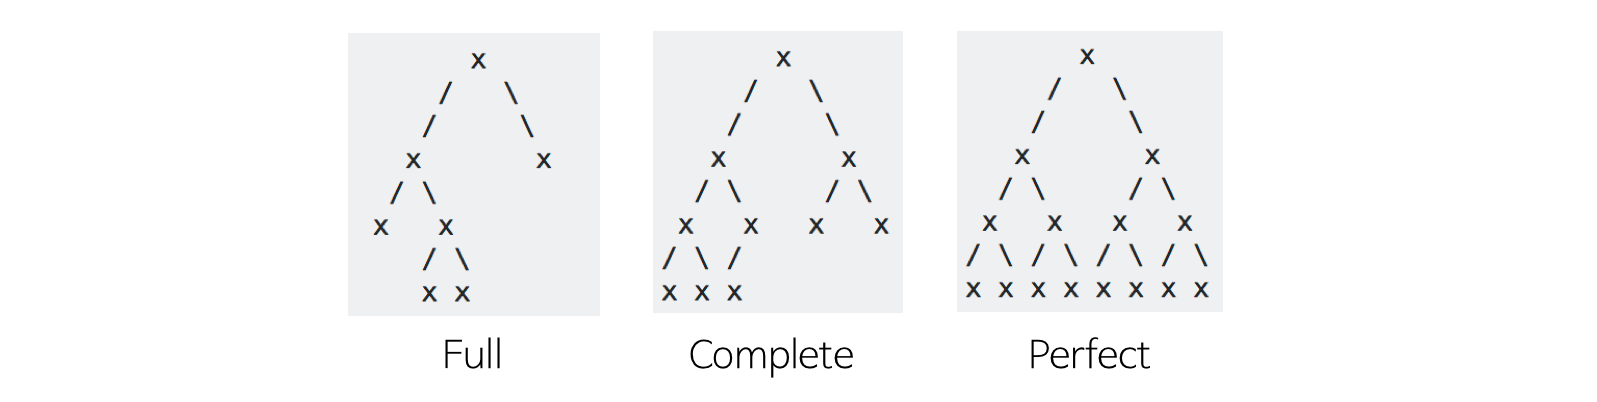 x
/ \
/ \
x x
/ \
x x
/ \
x x
Full
x
/ \
/ \
x x
/ \ / \
x x x x
/ \ /
x x x
Complete
x
/ \
/ \
x x
/ \ / \
x x x x
/ \ / \ / \ / \
x x x x x x x x
Perfect